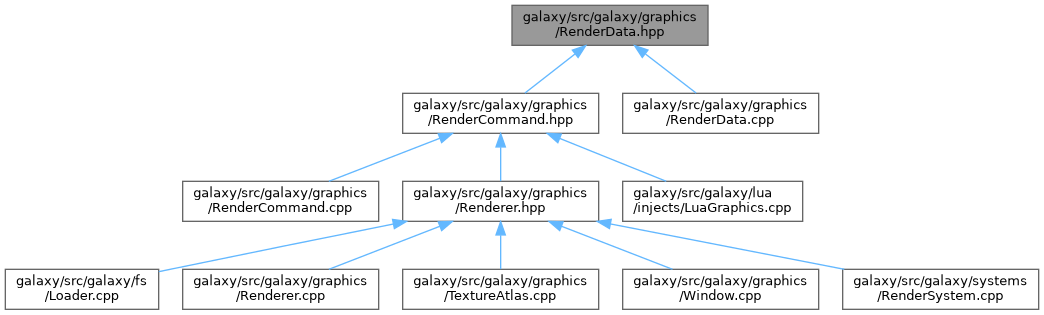 galaxy/src/galaxy/graphics
/RenderData.hpp
galaxy/src/galaxy/graphics
/RenderCommand.hpp
galaxy/src/galaxy/graphics
/RenderData.cpp
galaxy/src/galaxy/graphics
/RenderCommand.cpp
galaxy/src/galaxy/graphics
/Renderer.hpp
galaxy/src/galaxy/lua
/injects/LuaGraphics.cpp
galaxy/src/galaxy/fs
/Loader.cpp
galaxy/src/galaxy/graphics
/Renderer.cpp
galaxy/src/galaxy/graphics
/TextureAtlas.cpp
galaxy/src/galaxy/graphics
/Window.cpp
galaxy/src/galaxy/systems
/RenderSystem.cpp